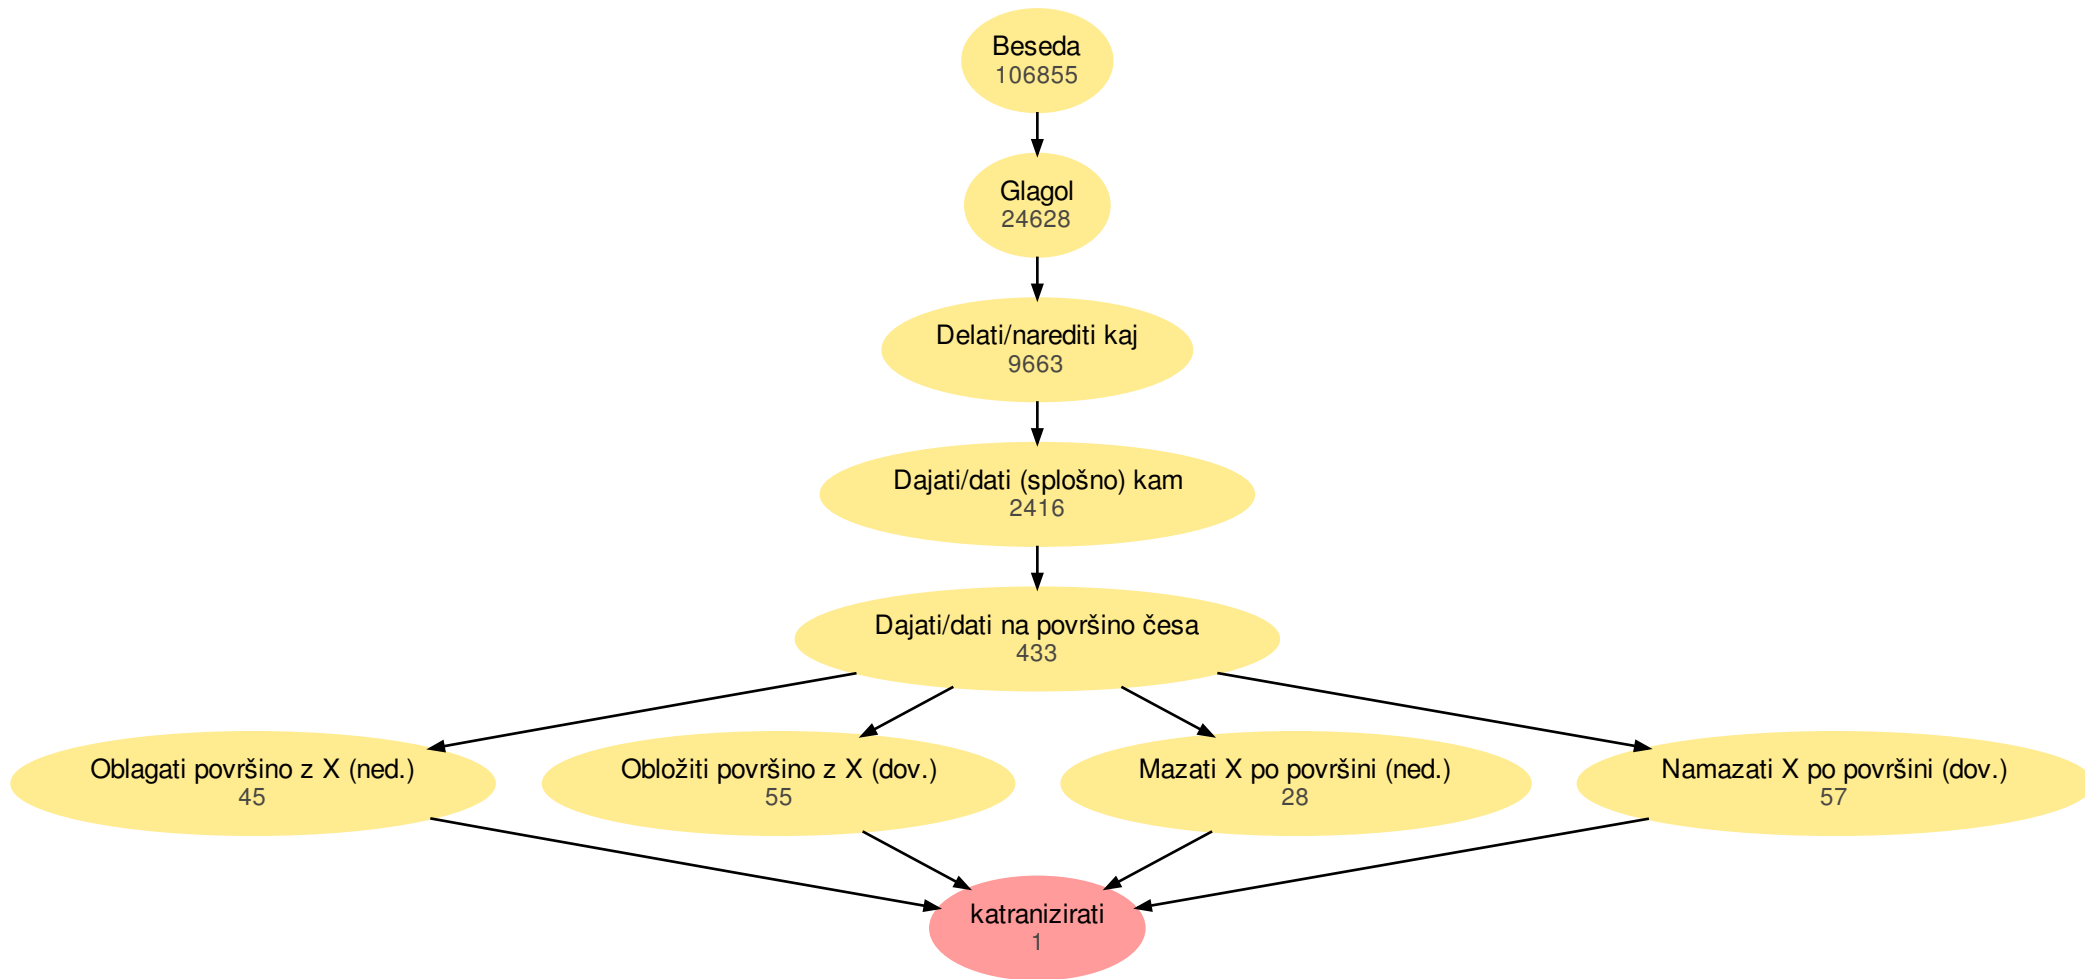 Beseda
106855
Glagol
24628
Delati/narediti kaj
9663
Dajati/dati (splošno) kam
2416
Dajati/dati na površino česa
433
Oblagati površino z X (ned.)
45
Obložiti površino z X (dov.)
55
Mazati X po površini (ned.)
28
Namazati X po površini (dov.)
57
katranizirati
1